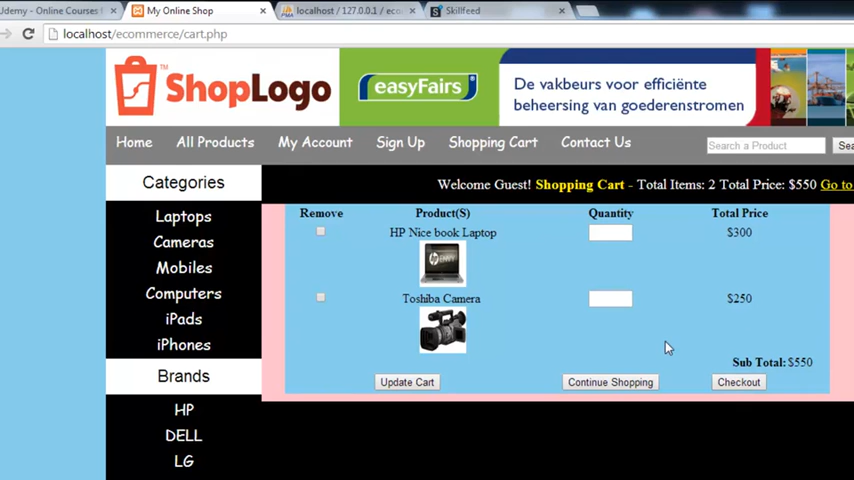 Udemy - Online Courses
My Online Shop
localhost / 127.0.0.1 / eco
Skillfeed
localhost/ecommerce/cart.php
ShopLogo
TM
easyFairs
De vakbeurs voor efficiënte
beheersing van goederenstromen
Home All Products My Account Sign Up Shopping Cart Contact Us
Search a Product
Sea
Categories
Welcome Guest! Shopping Cart - Total Items: 2 Total Price: $550 Go to
Laptops
Cameras
Mobiles
Computers
iPads
iPhones
Brands
HP
DELL
LG
Remove Product(S) Quantity Total Price
HP Nice book Laptop $300
Toshiba Camera $250
Sub Total: $550
Update Cart Continue Shopping Checkout